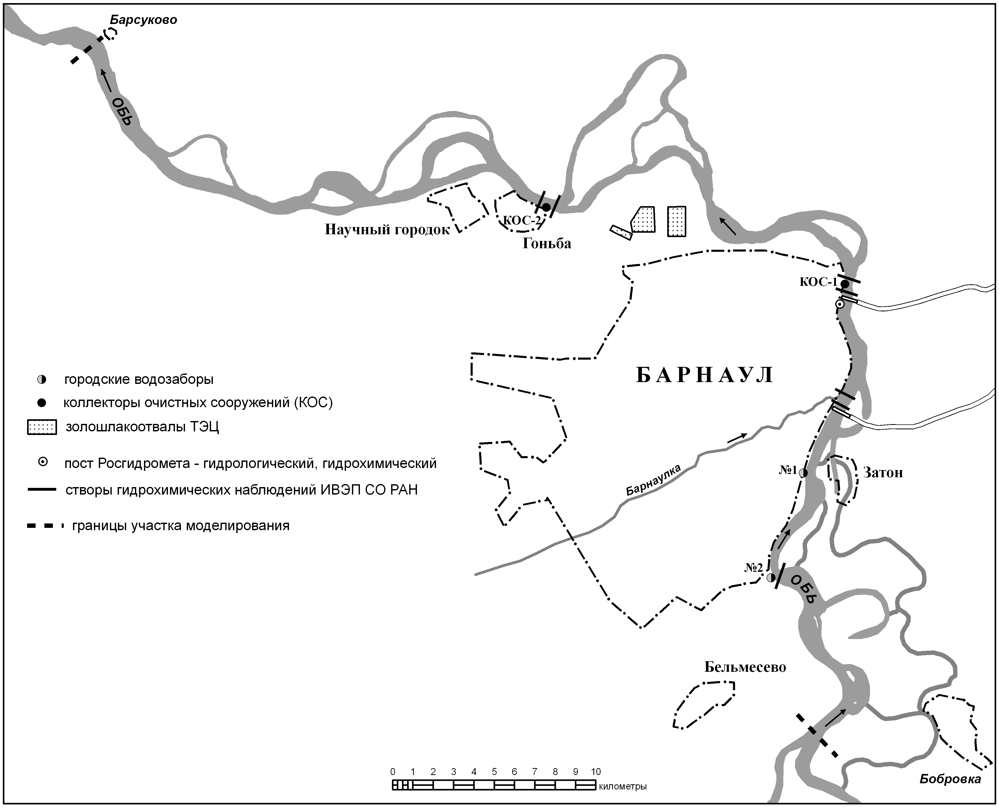 Барсуково
ОБЬ
КОС-2
Научный городок
Гоньба
КОС-1
БАРНАУЛ
городские водозаборы
коллекторы очистных сооружений (КОС)
золошлакоотвалы ТЭЦ
пост Росгидромета - гидрологический, гидрохимический
створы гидрохимических наблюдений ИВЭП СО РАН
границы участка моделирования
№1
Затон
Барнаулка
№2
ОБЬ
Бельмесево
Бобровка
0 1 2 3 4 5 6 7 8 9 10
километры